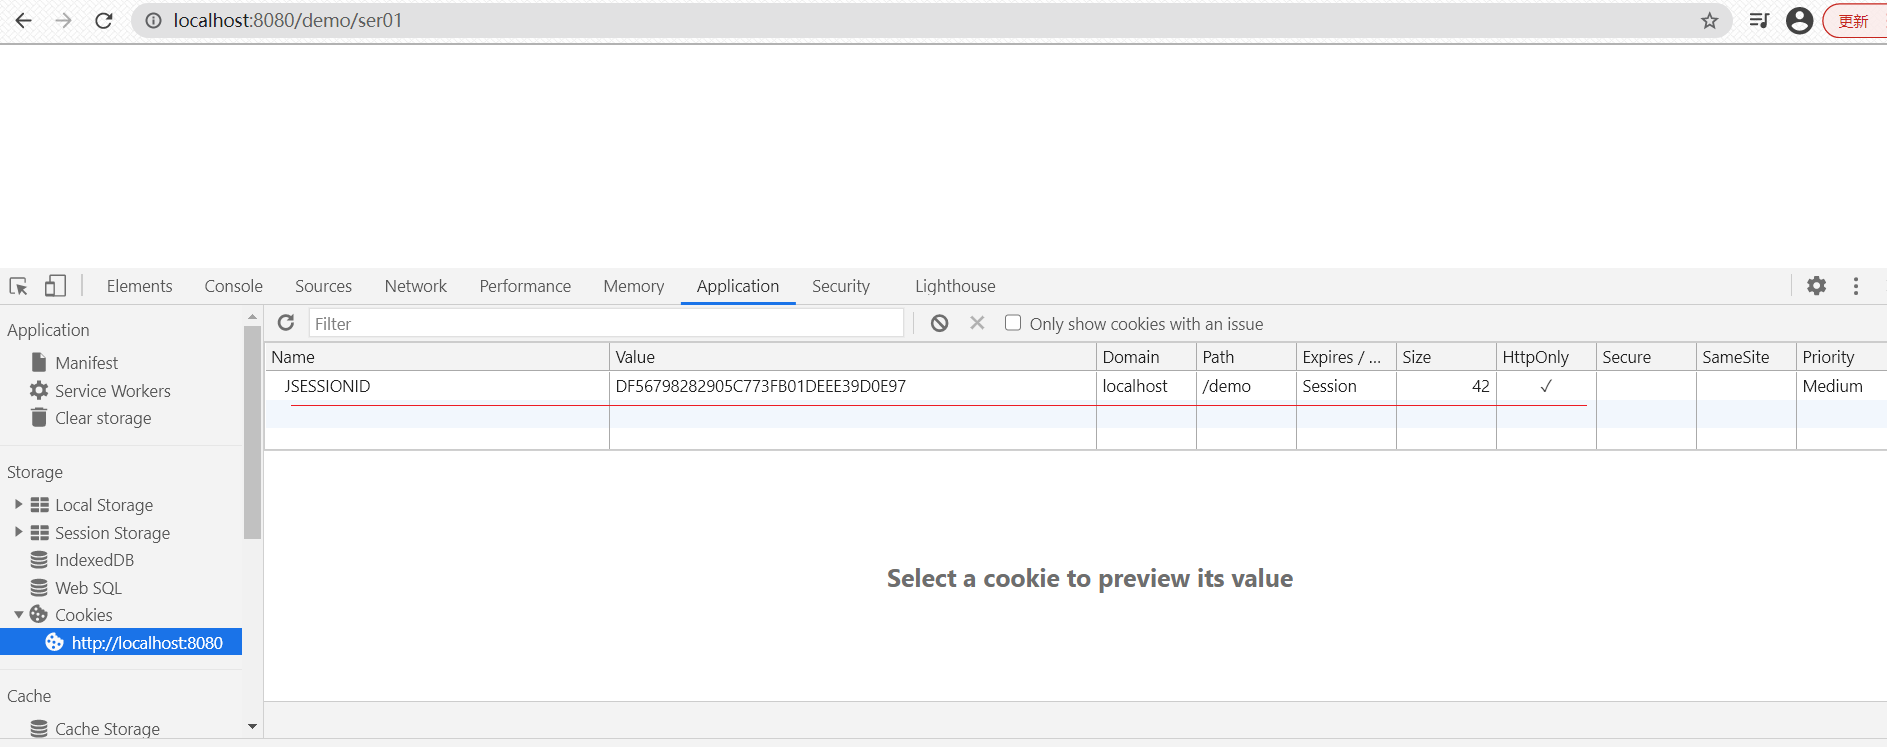 localhost:8080/demo/ser01
更新
Elements Console Sources Network Performance Memory Application Security Lighthouse
Application
Manifest
Service Workers
Clear storage
Storage
Local Storage
Session Storage
IndexedDB
Web SQL
Cookies
http://localhost:8080
Cache
Cache Storage
Filter
Only show cookies with an issue
Name Value Domain Path Expires / ... Size HttpOnly Secure SameSite Priority
JSESSIONID DF56798282905C773FB01DEEE39D0E97 localhost /demo Session 42 ✓ Medium
Select a cookie to preview its value